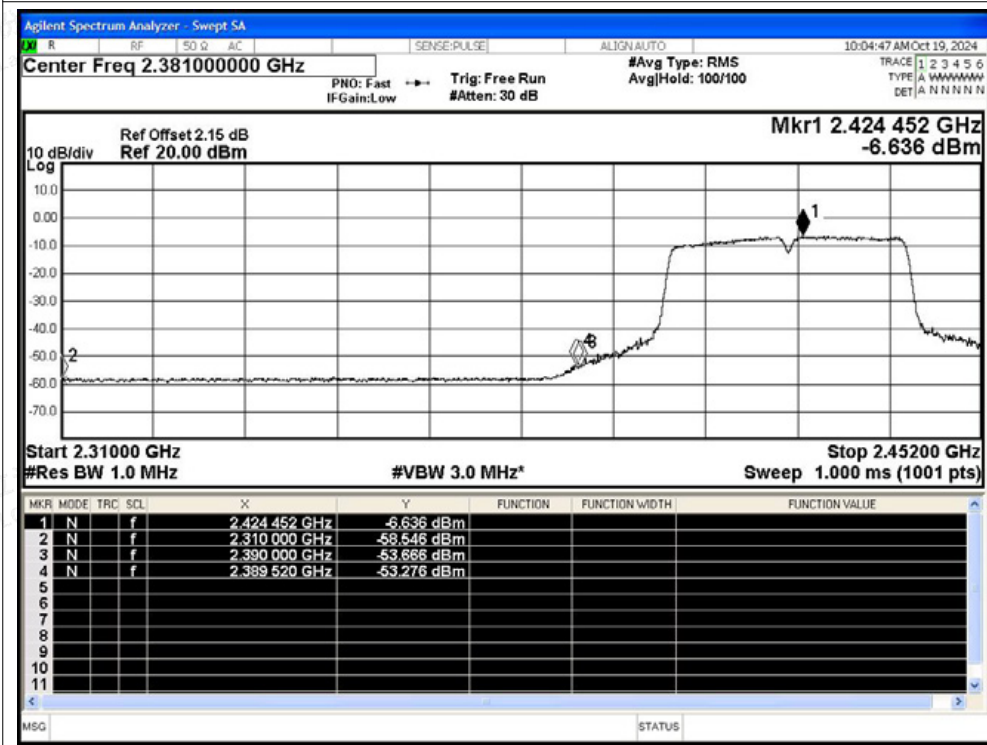 Agilent Spectrum Analyzer - Swept SA
LXI R RF 50 Ω AC SENSE:PULSE ALIGNAUTO 10:04:47 AM Oct 19, 2024
Center Freq 2.381000000 GHz
PNO: Fast
IFGain:Low
Trig: Free Run
#Atten: 30 dB
#Avg Type: RMS
Avg|Hold: 100/100
TRACE 1 2 3 4 5 6
TYPE A WWWWW
DET A N N N N N
Ref Offset 2.15 dB
10 dB/div Ref 20.00 dBm
Log
Mkr1 2.424 452 GHz
-6.636 dBm
10.0
0.00
-10.0
-20.0
-30.0
-40.0
-50.0
-60.0
-70.0
1
2
4
3
Start 2.31000 GHz Stop 2.45200 GHz
#Res BW 1.0 MHz #VBW 3.0 MHz* Sweep 1.000 ms (1001 pts)
MKR MODE TRC SCL X Y FUNCTION FUNCTION WIDTH FUNCTION VALUE
1 N f 2.424 452 GHz -6.636 dBm
2 N f 2.310 000 GHz -58.546 dBm
3 N f 2.390 000 GHz -53.666 dBm
4 N f 2.389 520 GHz -53.276 dBm
5
6
7
8
9
10
11
MSG STATUS